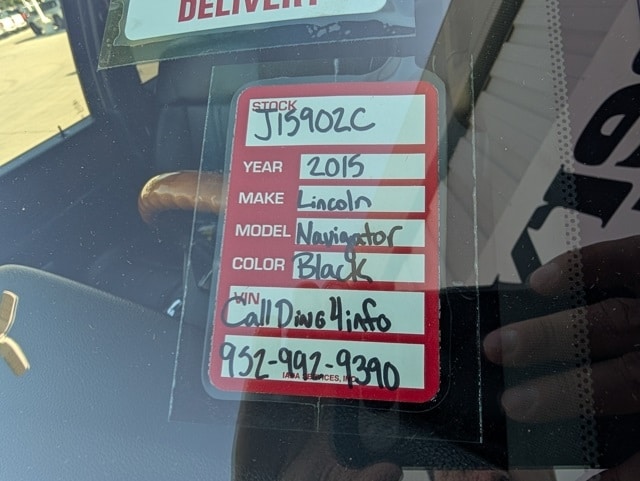 DELIVERY
STOCK
J15902C
YEAR 2015
MAKE Lincoln
MODEL Navigator
COLOR Black
VIN
Call Dino 4 info
952-992-9390